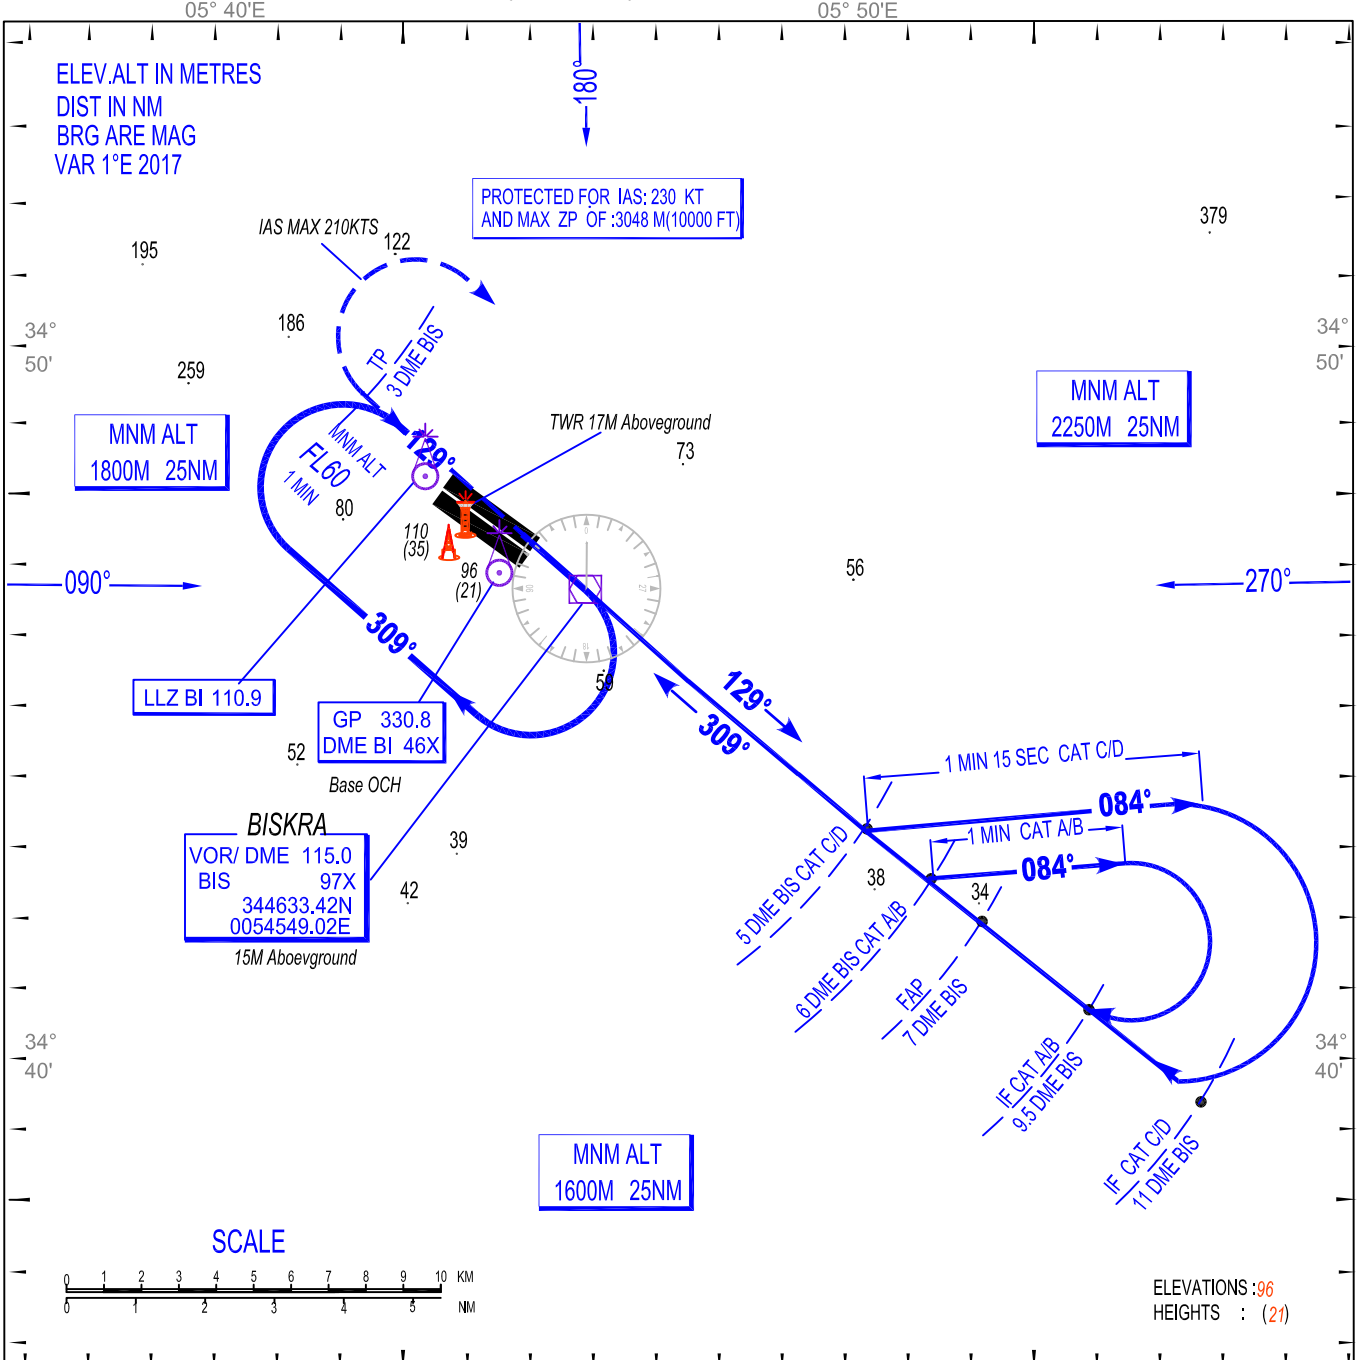 05° 40'E
05° 50'E
ELEV.ALT IN METRES
DIST IN NM
BRG ARE MAG
VAR 1°E 2017
180°
PROTECTED FOR IAS: 230 KT
AND MAX ZP OF :3048 M(10000 FT)
IAS MAX 210KTS
122
195
379
186
34°
50'
34°
50'
259
TP
3 DME BIS
MNM ALT
1800M 25NM
MNM ALT
2250M 25NM
TWR 17M Aboveground
73
129°
MNM ALT
FL60
1 MIN
80
110
(35)
96
(21)
0
09
27
18
56
090°
270°
309°
59
LLZ BI 110.9
GP 330.8
DME BI 46X
Base OCH
52
129°
309°
1 MIN 15 SEC CAT C/D
084°
1 MIN CAT A/B
084°
BISKRA
VOR/ DME 115.0
BIS 97X
344633.42N
0054549.02E
15M Aboevground
39
42
38
34
5 DME BIS CAT C/D
6 DME BIS CAT A/B
FAP
7 DME BIS
IF CAT A/B
9.5 DME BIS
IF CAT C/D
11 DME BIS
34°
40'
34°
40'
MNM ALT
1600M 25NM
SCALE
0 1 2 3 4 5 6 7 8 9 10 KM
0 1 2 3 4 5 NM
ELEVATIONS :96
HEIGHTS : (21)